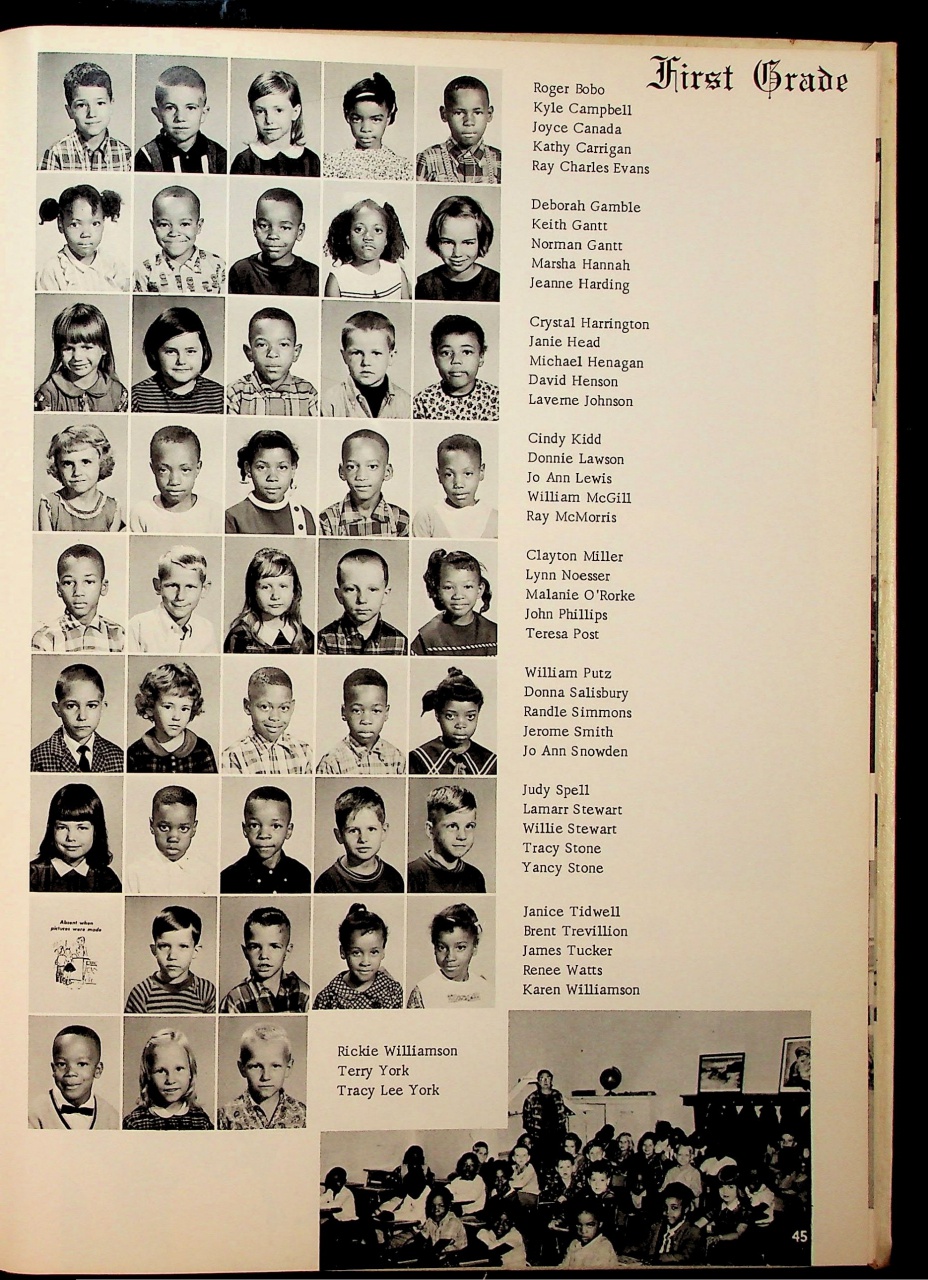 First Grade
Roger Bobo
Kyle Campbell
Joyce Canada
Kathy Carrigan
Ray Charles Evans
Deborah Gamble
Keith Gantt
Norman Gantt
Marsha Hannah
Jeanne Harding
Crystal Harrington
Janie Head
Michael Henagan
David Henson
Laverne Johnson
Cindy Kidd
Donnie Lawson
Jo Ann Lewis
William McGill
Ray McMorris
Clayton Miller
Lynn Noesser
Malanie O'Rorke
John Phillips
Teresa Post
William Putz
Donna Salisbury
Randle Simmons
Jerome Smith
Jo Ann Snowden
Judy Spell
Lamarr Stewart
Willie Stewart
Tracy Stone
Yancy Stone
Absent when
pictures were made
Janice Tidwell
Brent Trevillion
James Tucker
Renee Watts
Karen Williamson
Rickie Williamson
Terry York
Tracy Lee York
45